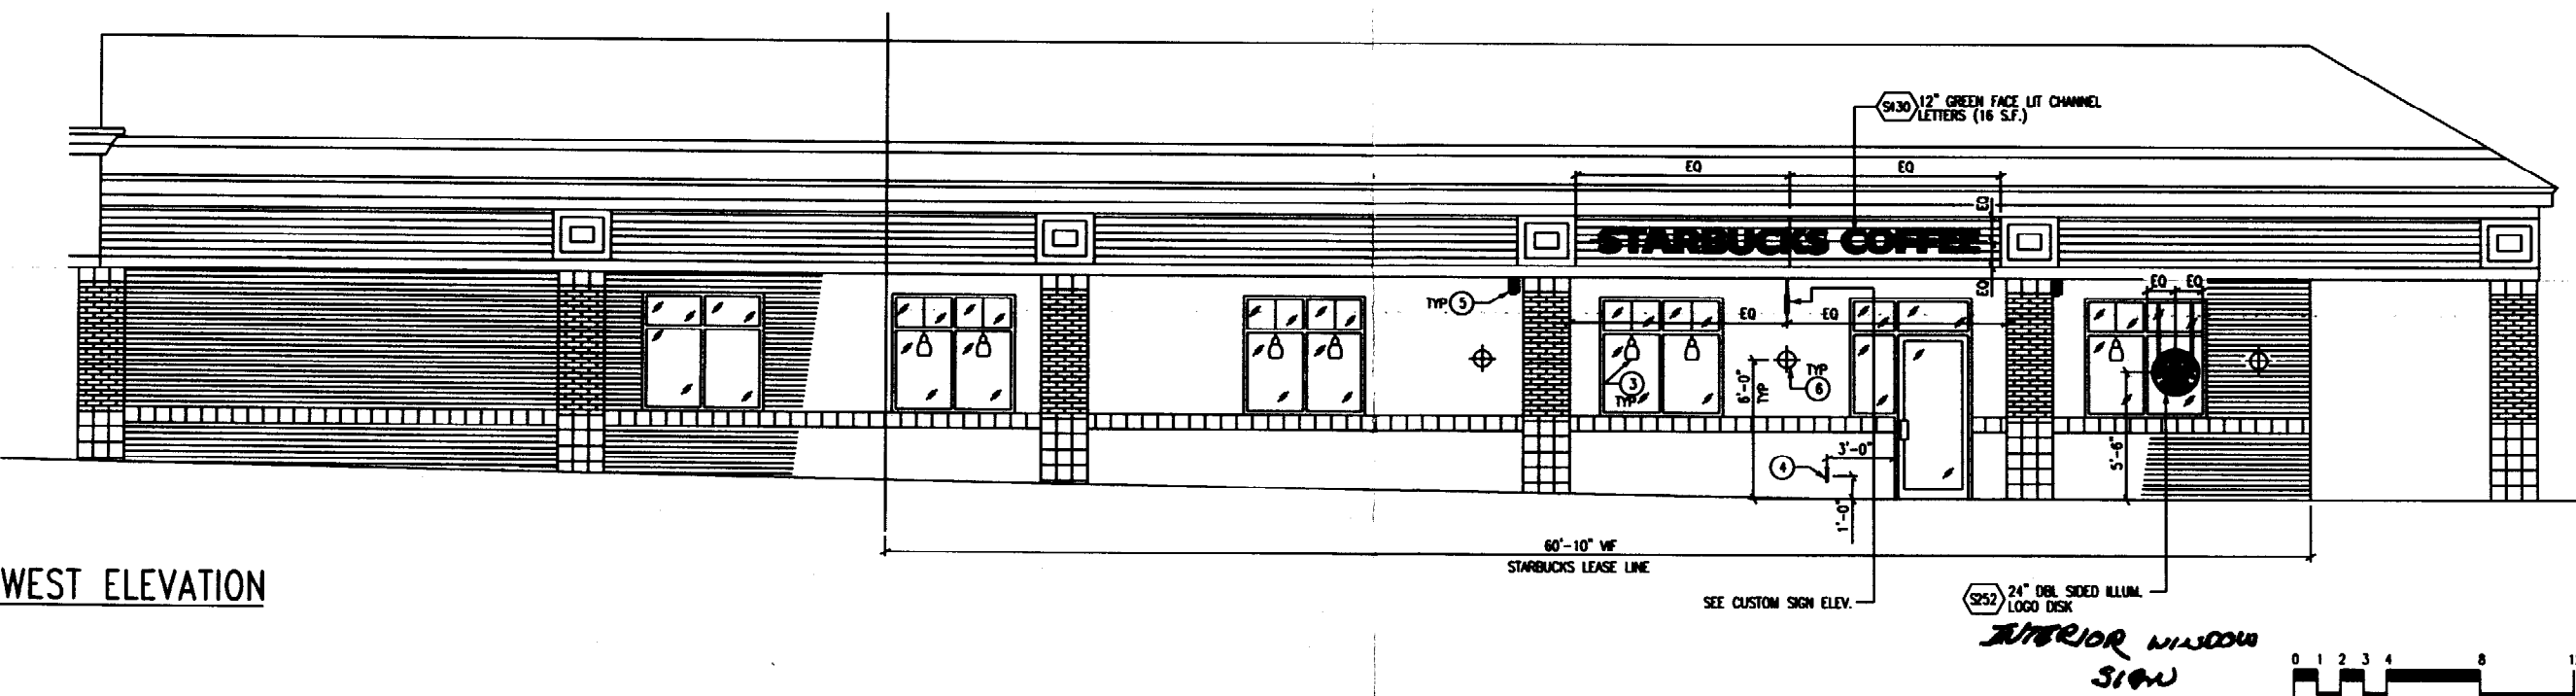 S130 12" GREEN FACE LIT CHANNEL
LETTERS (16 S.F.)
EQ EQ
EQ
STARBUCKS COFFEE
EQ
EQ EQ
TYP 5
EQ EQ
3
TYP
TYP
6
6'-0"
TYP
3'-0"
4
1'-0"
5'-6"
60'-10" VIF
STARBUCKS LEASE LINE
WEST ELEVATION
SEE CUSTOM SIGN ELEV.
S252 24" DBL SIDED ILLUM.
LOGO DISK
INTERIOR WINDOW
SIGN
0 1 2 3 4 8